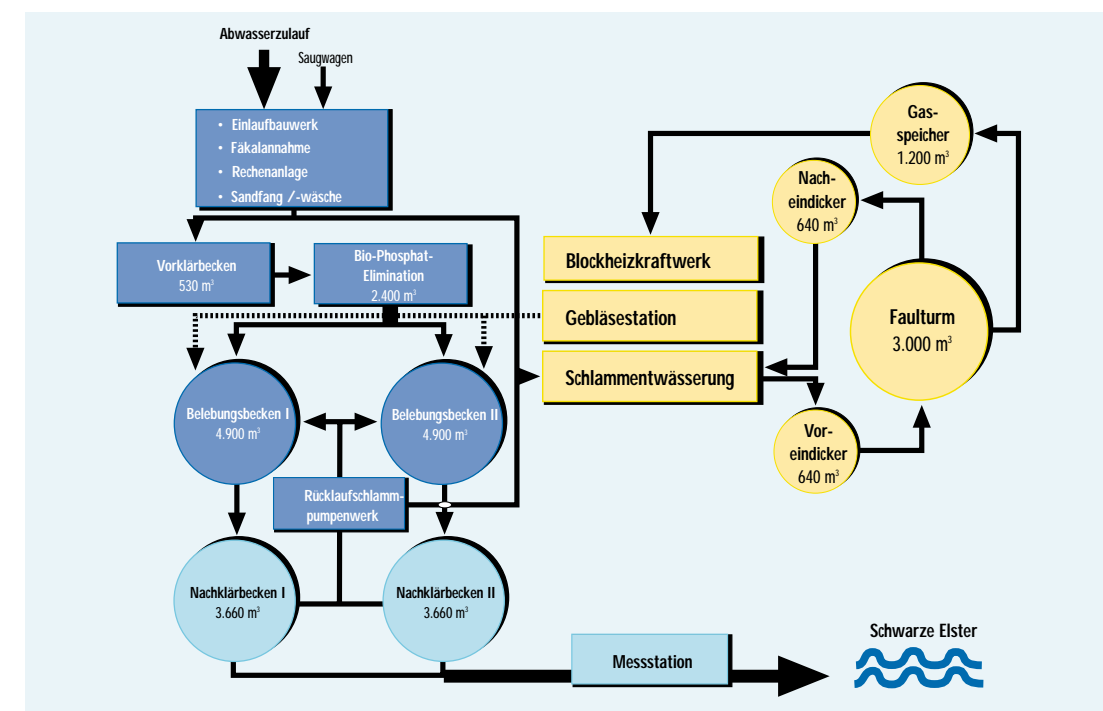 Abwasserzulauf
Saugwagen
• Einlaufbauwerk
• Fäkalannahme
• Rechenanlage
• Sandfang /-wäsche
Vorklärbecken
530 m³
Bio-Phosphat-
Elimination
2.400 m³
Belebungsbecken I
4.900 m³
Belebungsbecken II
4.900 m³
Rücklaufschlamm-
pumpenwerk
Nachklärbecken I
3.660 m³
Nachklärbecken II
3.660 m³
Messstation
Schwarze Elster
Blockheizkraftwerk
Gebläsestation
Schlammentwässerung
Gas-
speicher
1.200 m³
Nach-
eindicker
640 m³
Faulturm
3.000 m³
Vor-
eindicker
640 m³